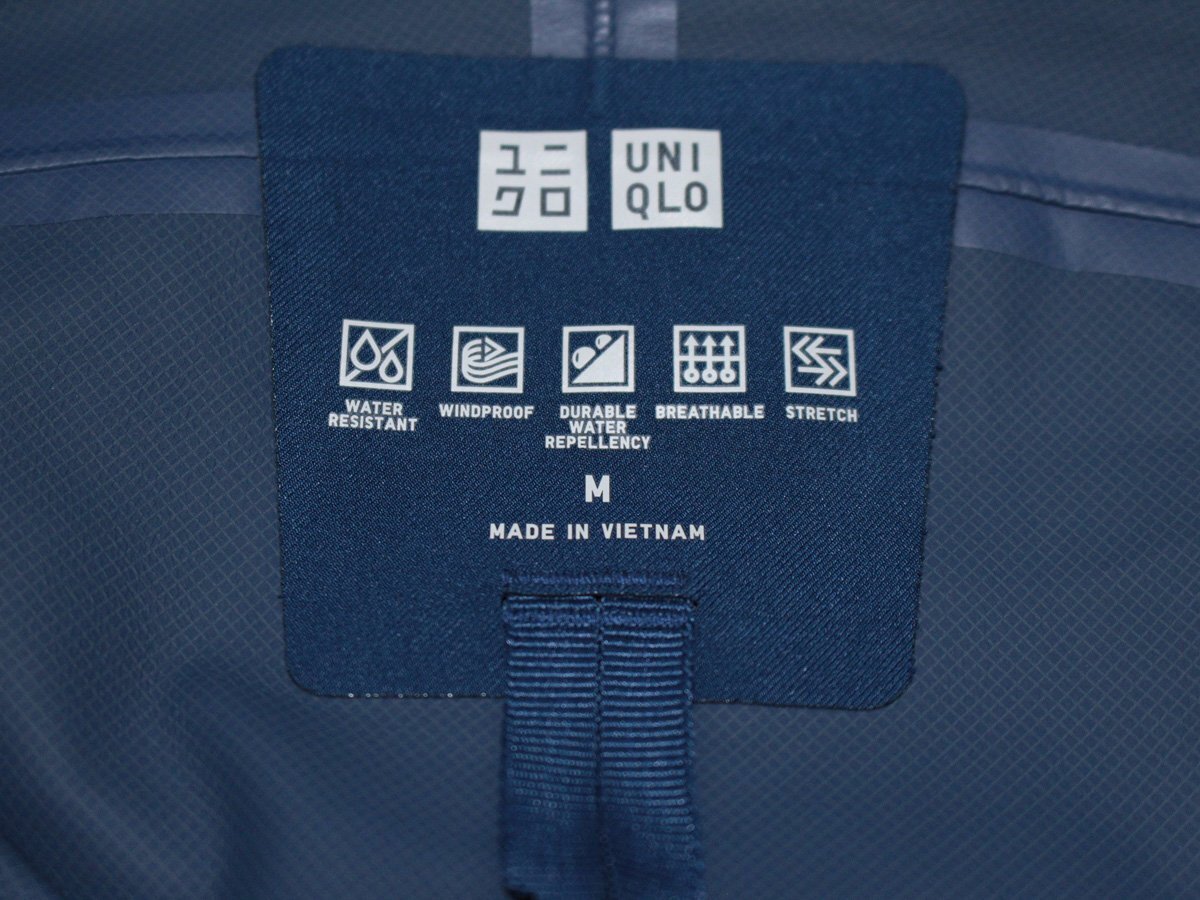 ユニ UNI
クロ QLO
WATER RESISTANT
WINDPROOF
DURABLE WATER REPELLENCY
BREATHABLE
STRETCH
M
MADE IN VIETNAM